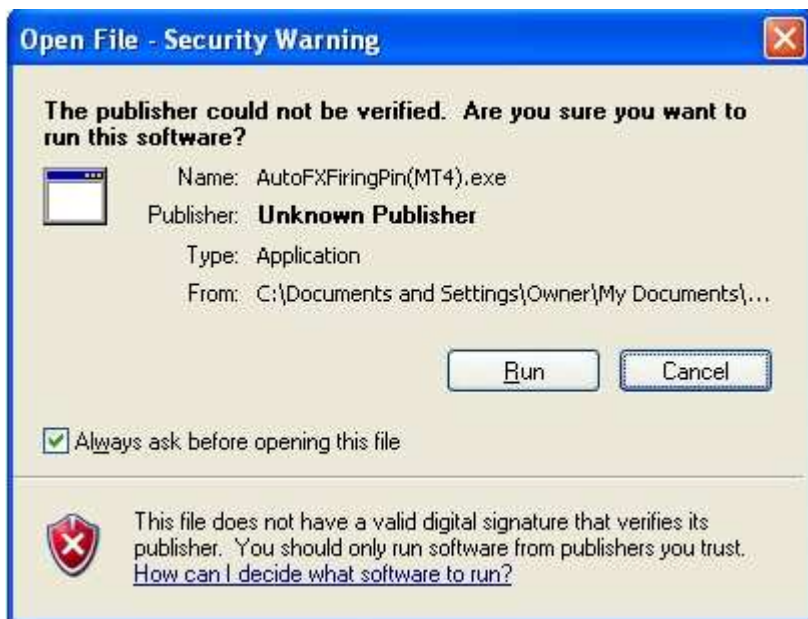 Open File - Security Warning
The publisher could not be verified.  Are you sure you want to
run this software?
Name: AutoFXFiringPin(MT4).exe
Publisher: Unknown Publisher
Type: Application
From: C:\Documents and Settings\Owner\My Documents\...
Run Cancel
Always ask before opening this file
This file does not have a valid digital signature that verifies its
publisher.  You should only run software from publishers you trust.
How can I decide what software to run?